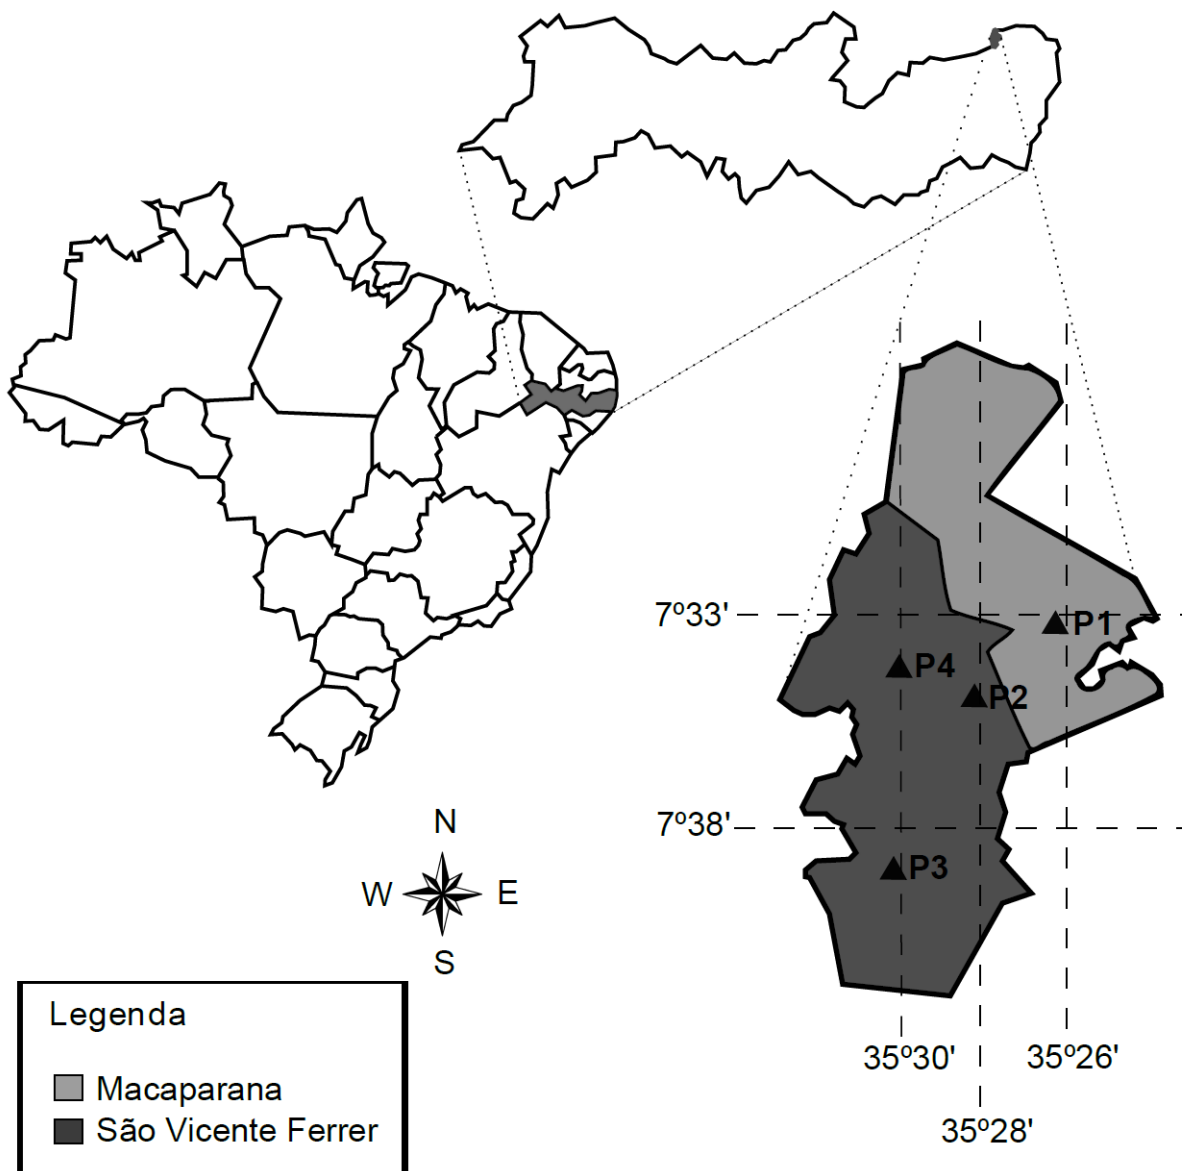 7º33'
P1
P4
P2
7º38'
P3
N
W
E
S
35º30'
35º26'
35º28'
Legenda
Macaparana
São Vicente Ferrer